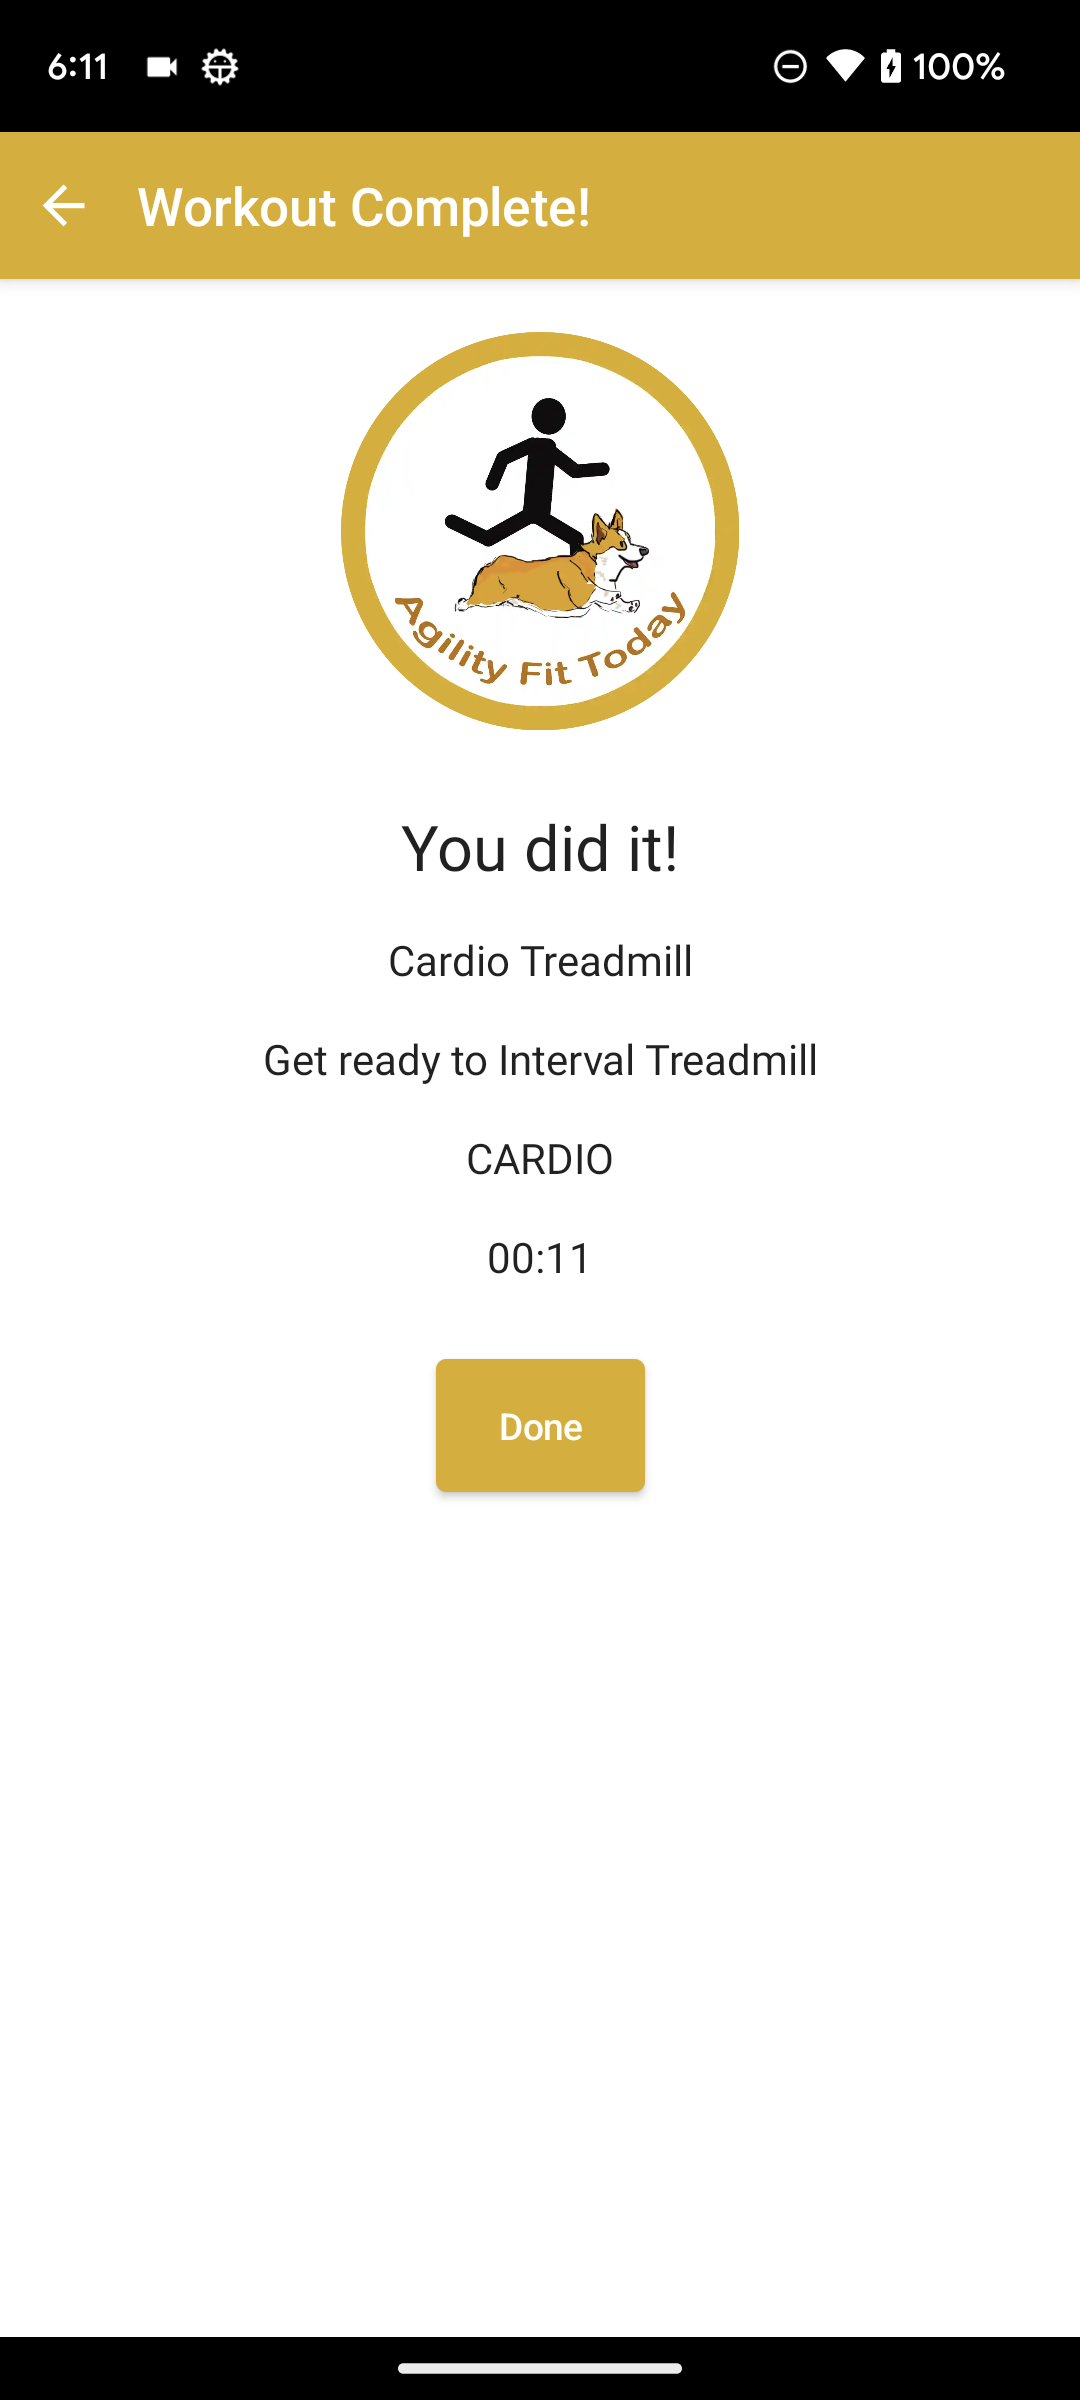 6:11
100%
Workout Complete!
Agility Fit Today
You did it!
Cardio Treadmill
Get ready to Interval Treadmill
CARDIO
00:11
Done